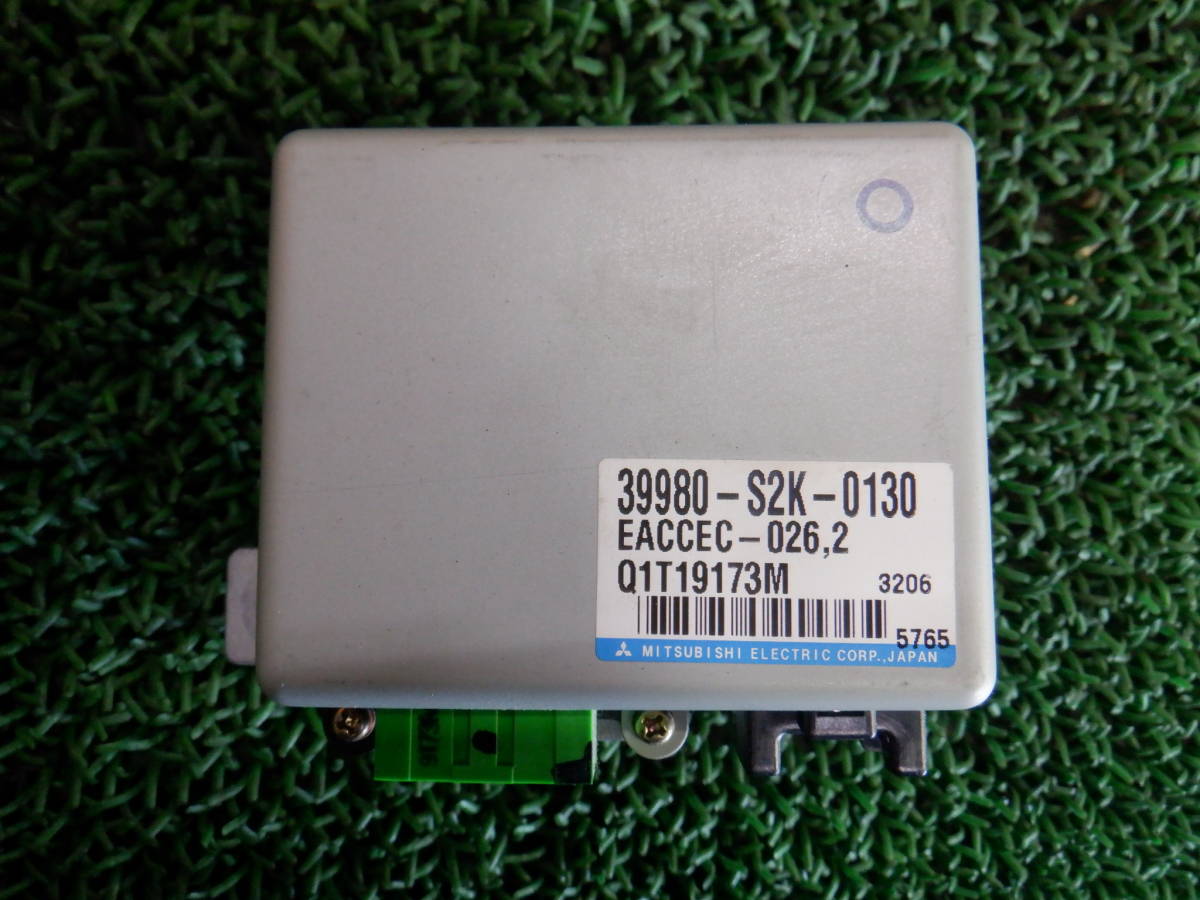 39980-S2K-0130
EACCEC-026,2
Q1T19173M 3206
5765
MITSUBISHI ELECTRIC CORP.,JAPAN